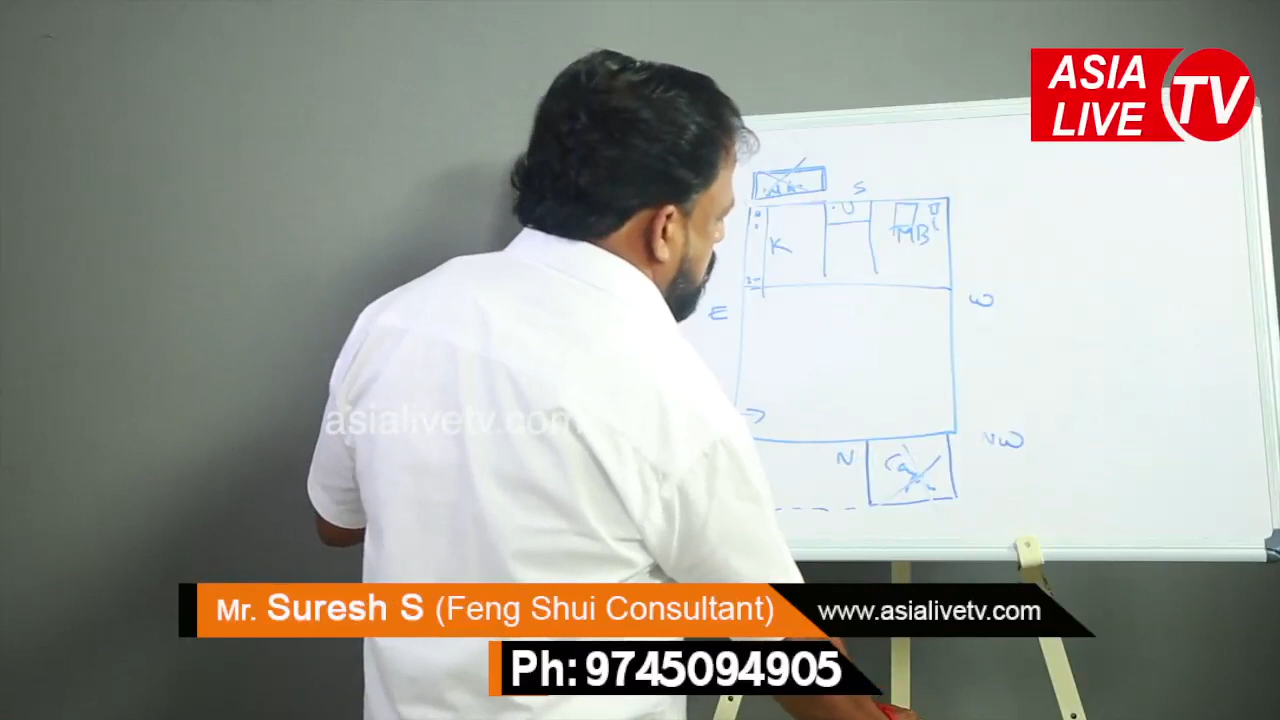 ASIA
LIVE
TV
S
U
K
MB
E
W
N
NW
asialivetv.com
Mr. Suresh S (Feng Shui Consultant)
www.asialivetv.com
Ph: 9745094905